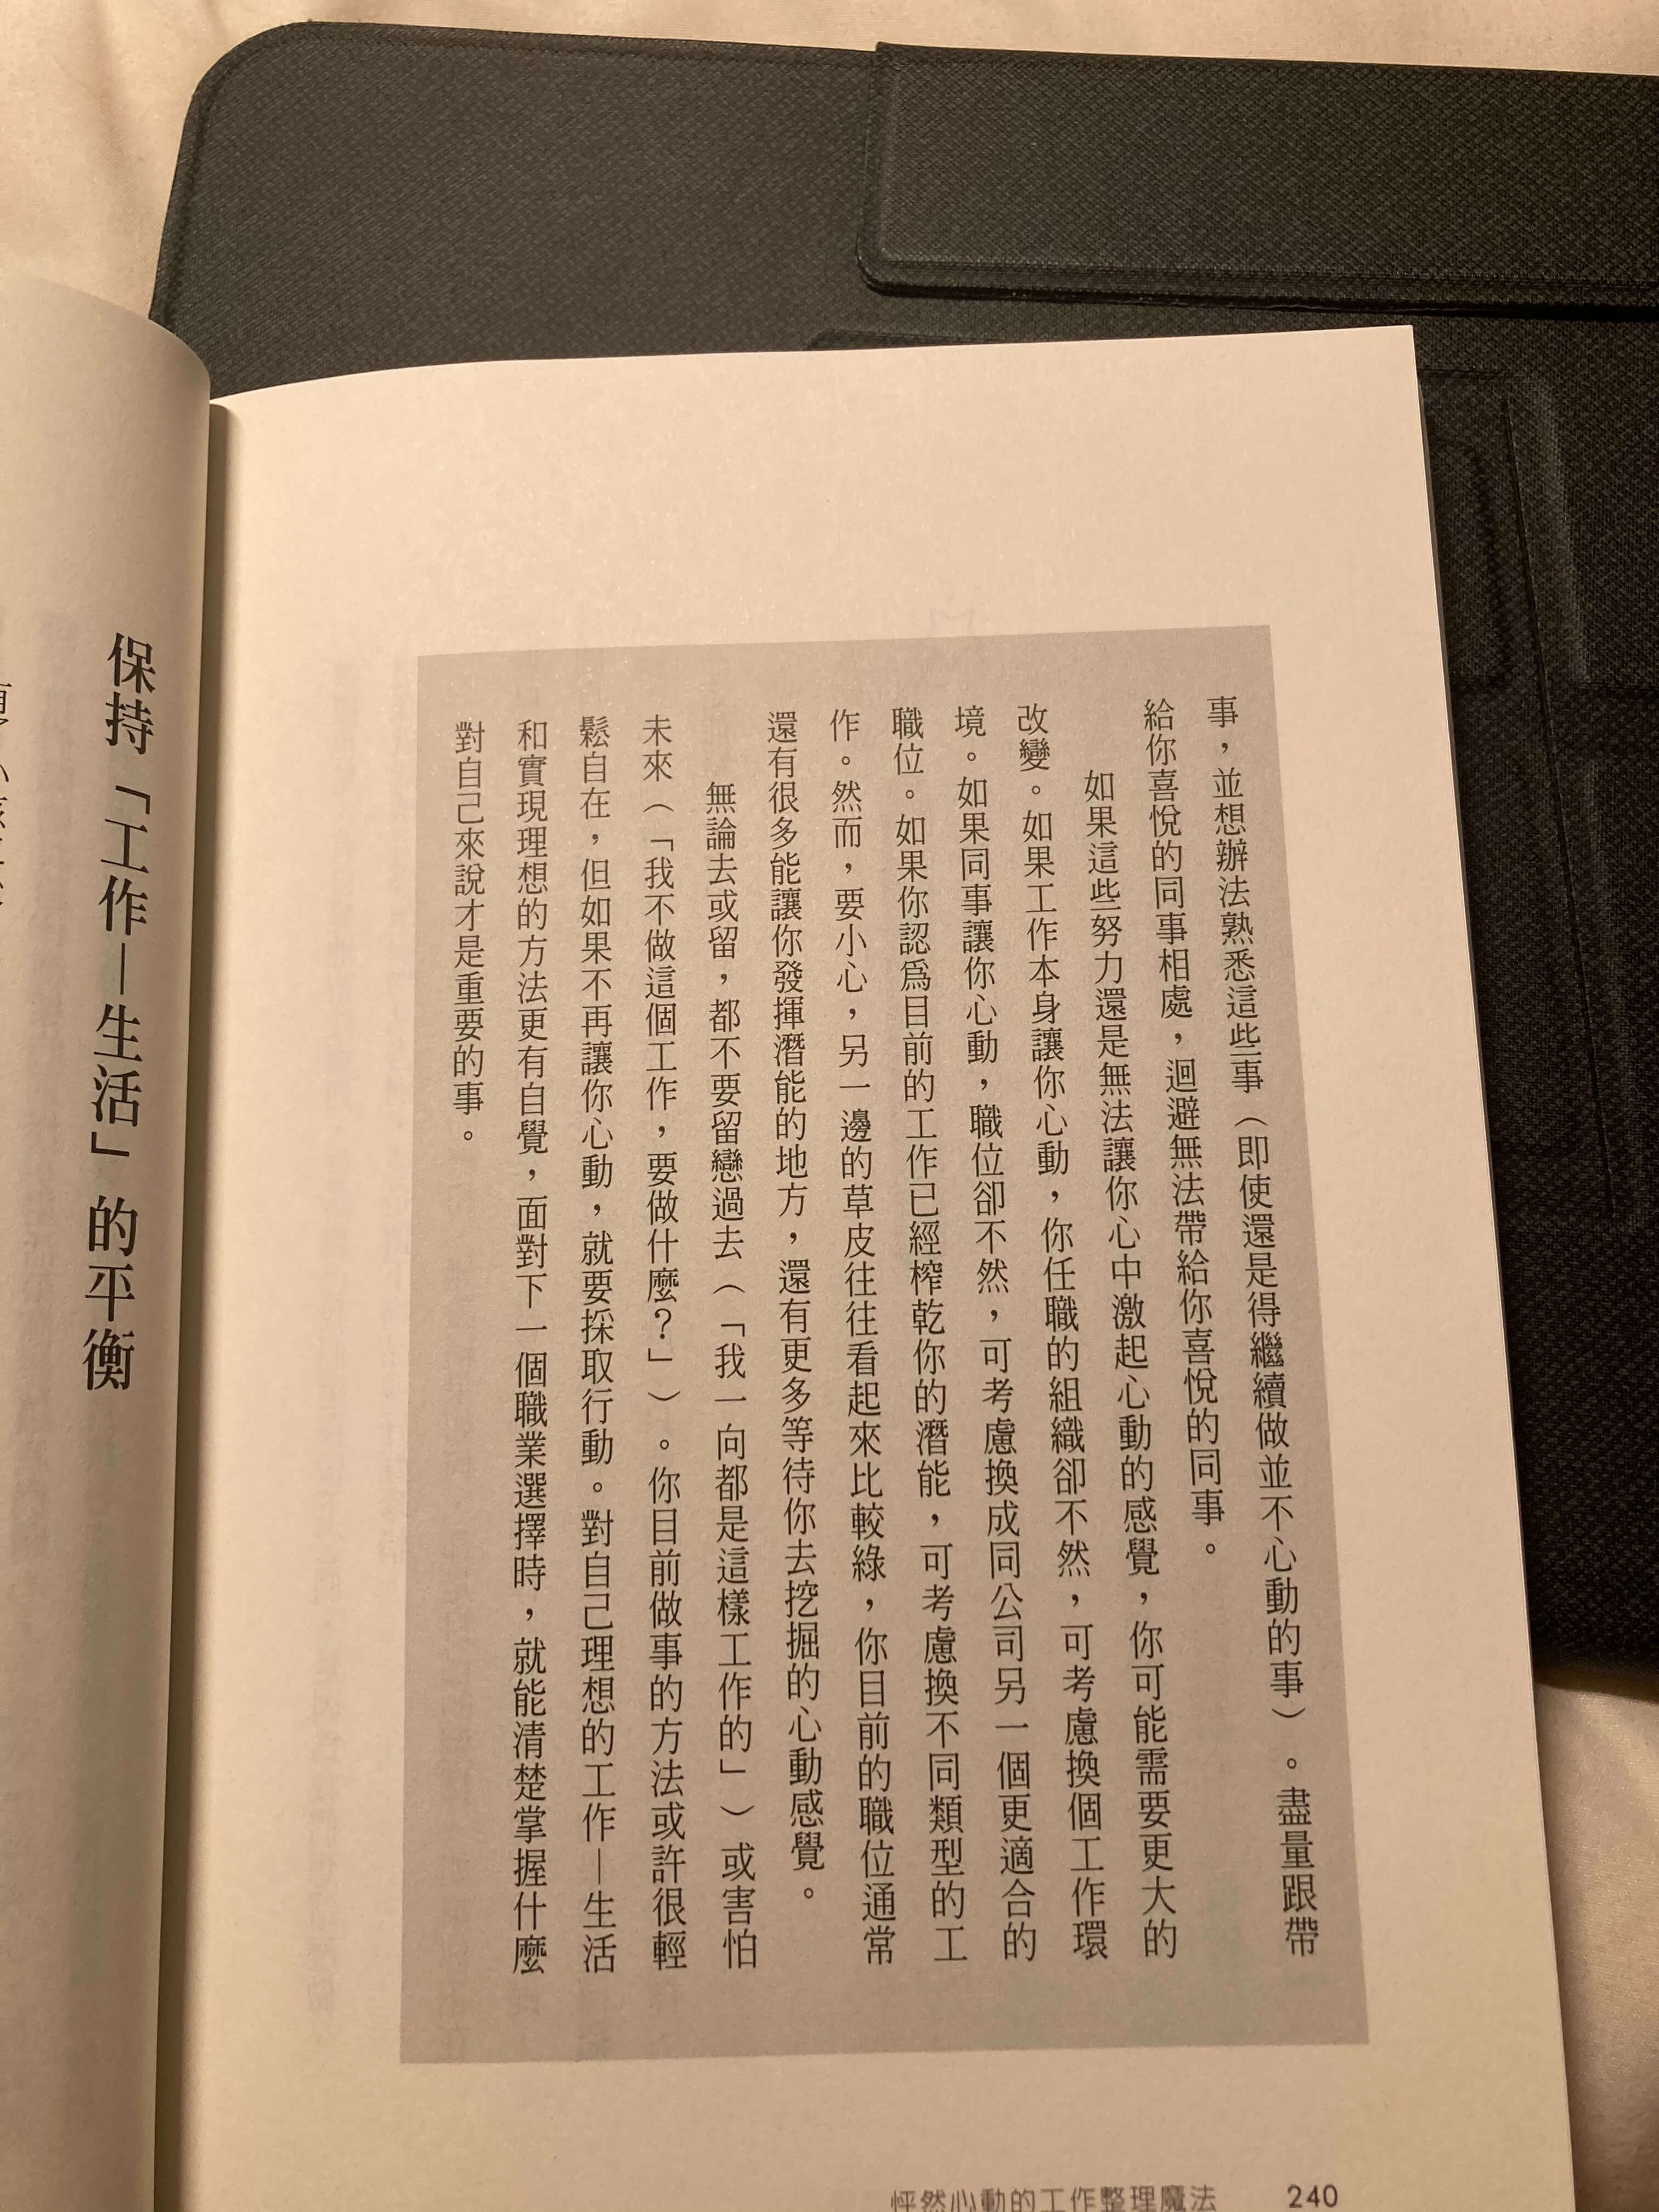 事，並想辦法熟悉這些事（即使還是得繼續做並不心動的事）。盡量跟帶
給你喜悅的同事相處，迴避無法帶給你喜悅的同事。
如果這些努力還是無法讓你心中激起心動的感覺，你可能需要更大的
改變。如果工作本身讓你心動，你任職的組織卻不然，可考慮換個工作環
境。如果同事讓你心動，職位卻不然，可考慮換成同公司另一個更適合的
職位。如果你認為目前的工作已經榨乾你的潛能，可考慮換不同類型的工
作。然而，要小心，另一邊的草皮往往看起來比較綠，你目前的職位通常
還有很多能讓你發揮潛能的地方，還有更多等待你去挖掘的心動感覺。
無論去或留，都不要留戀過去（「我一向都是這樣工作的」）或害怕
未來（「我不做這個工作，要做什麼？」）。你目前做事的方法或許很輕
鬆自在，但如果不再讓你心動，就要採取行動。對自己理想的工作—生活
和實現理想的方法更有自覺，面對下一個職業選擇時，就能清楚掌握什麼
對自己來說才是重要的事。
怦然心動的工作整理魔法 240
保持「工作—生活」的平衡